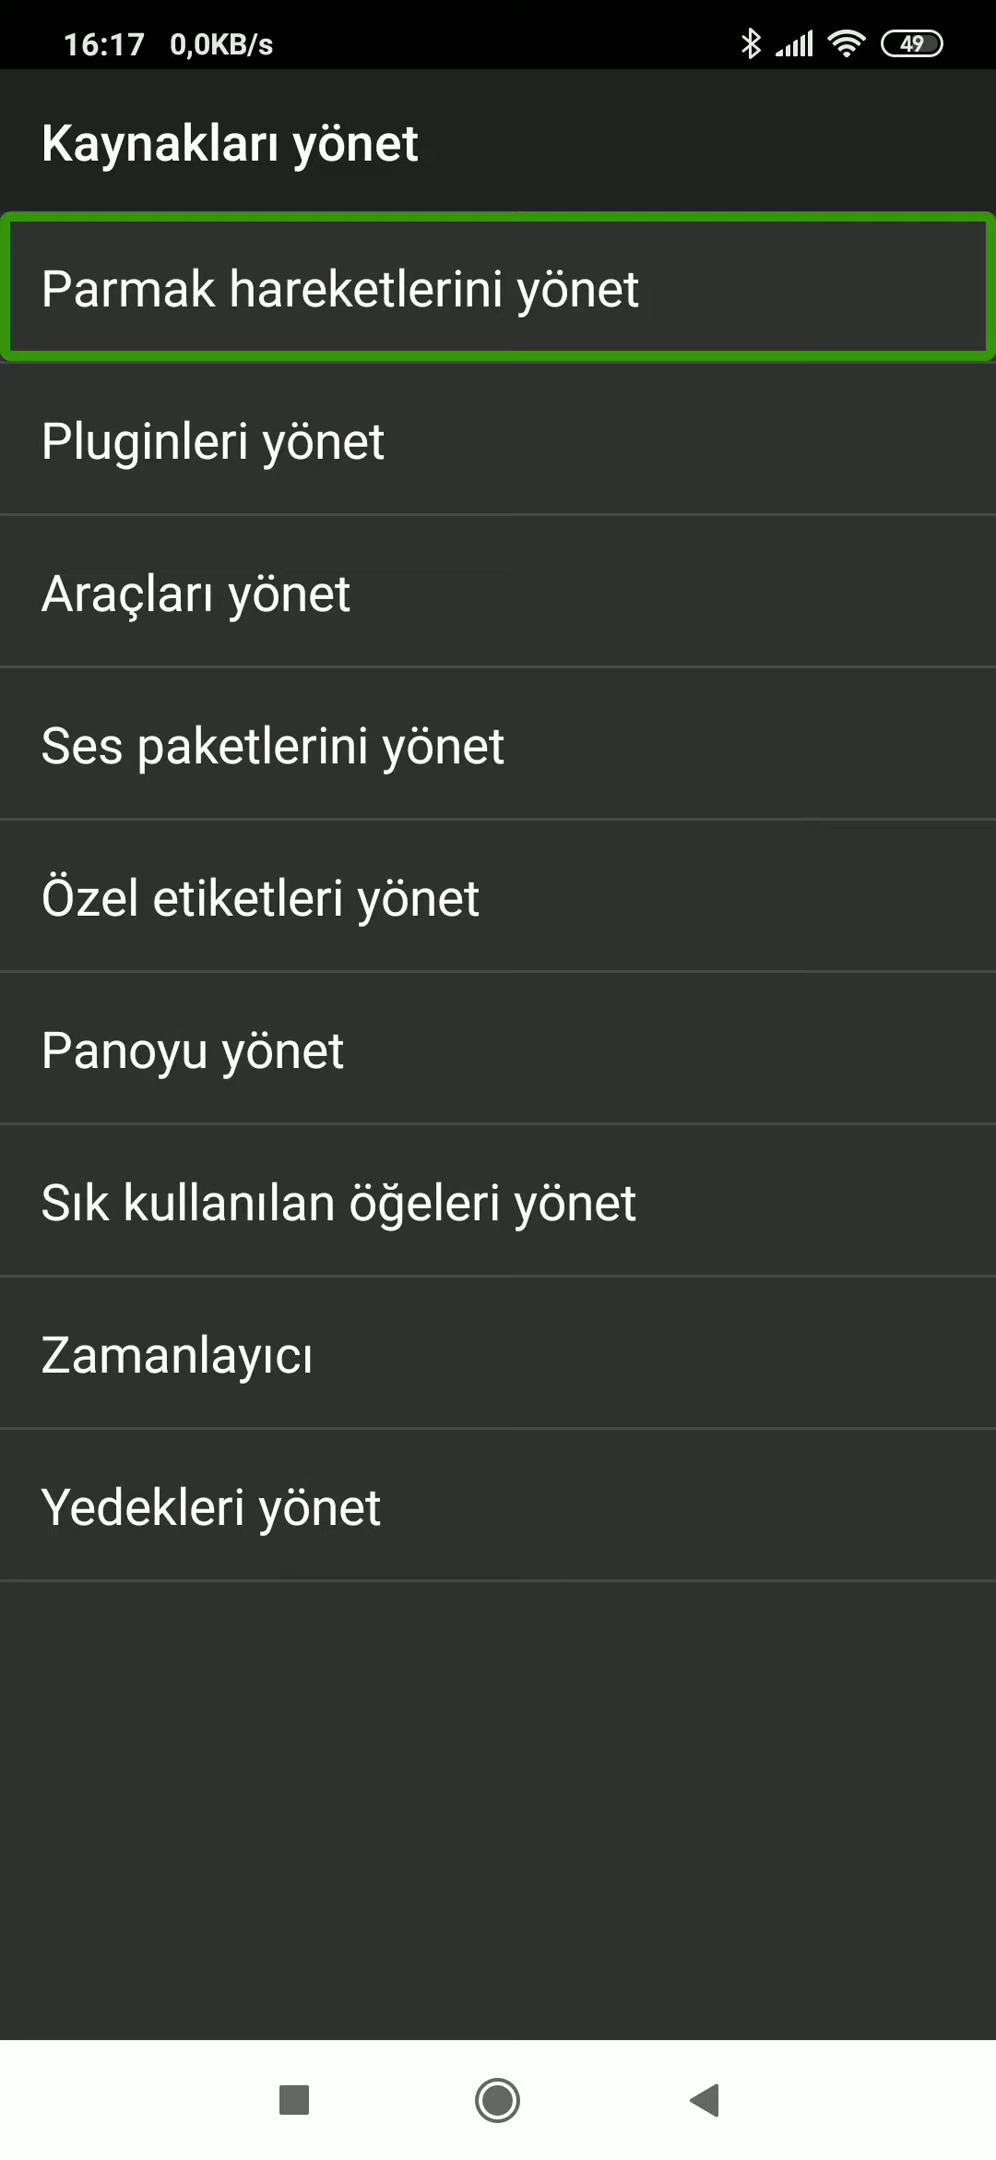 16:17 0,0KB/s 49
Kaynakları yönet
Parmak hareketlerini yönet
Pluginleri yönet
Araçları yönet
Ses paketlerini yönet
Özel etiketleri yönet
Panoyu yönet
Sık kullanılan öğeleri yönet
Zamanlayıcı
Yedekleri yönet